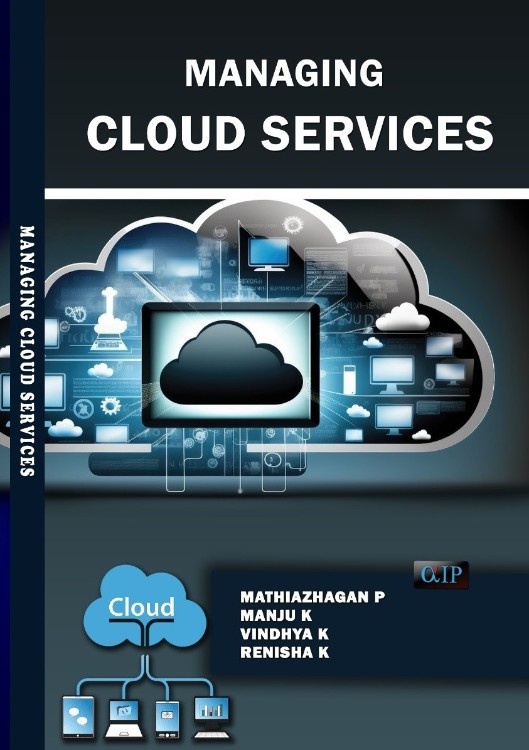 MANAGING
CLOUD SERVICES
MANAGING CLOUD SERVICES
αIP
Cloud
MATHIAZHAGAN P
MANJU K
VINDHYA K
RENISHA K